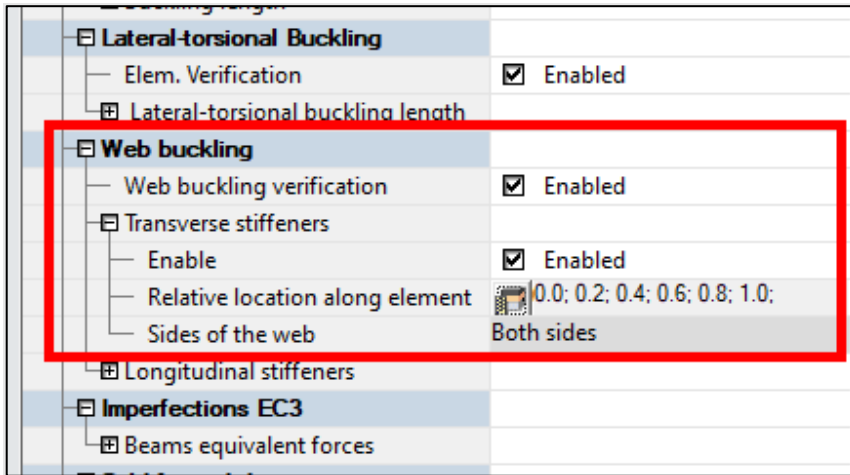 Lateral-torsional Buckling
Elem. Verification Enabled
Lateral-torsional buckling length
Web buckling
Web buckling verification Enabled
Transverse stiffeners
Enable Enabled
Relative location along element 0.0; 0.2; 0.4; 0.6; 0.8; 1.0;
Sides of the web Both sides
Longitudinal stiffeners
Imperfections EC3
Beams equivalent forces